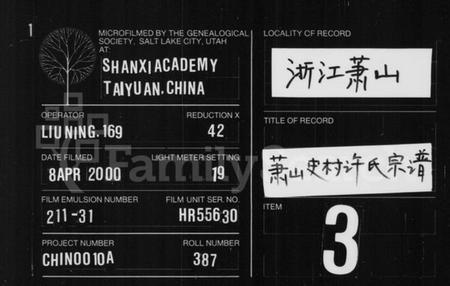 1
MICROFILMED BY THE GENEALOGICAL
SOCIETY, SALT LAKE CITY, UTAH
AT:
SHANXI ACADEMY
TAIYUAN.CHINA
OPERATOR
REDUCTION X
LIU NING. 169
42
DATE FILMED
LIGHT METER SETTING
8APR 2000
19
FILM EMULSION NUMBER
FILM UNIT SER. NO.
211-31
HR55630
PROJECT NUMBER
ROLL NUMBER
CHIN0010A
387
LOCALITY OF RECORD
浙江萧山
TITLE OF RECORD
萧山史村许氏宗谱
ITEM
3
FamilyS